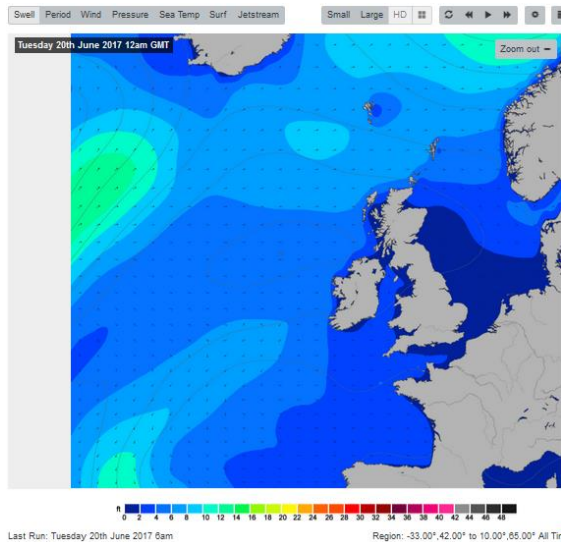 Swell Period Wind Pressure Sea Temp Surf Jetstream Small Large HD
Tuesday 20th June 2017 12am GMT
Zoom out
ft 0 2 4 6 8 10 12 14 16 18 20 22 24 26 28 30 32 34 36 38 40 42 44 46 48
Last Run: Tuesday 20th June 2017 6am Region: -33.00°,42.00° to 10.00°,65.00° All Tim